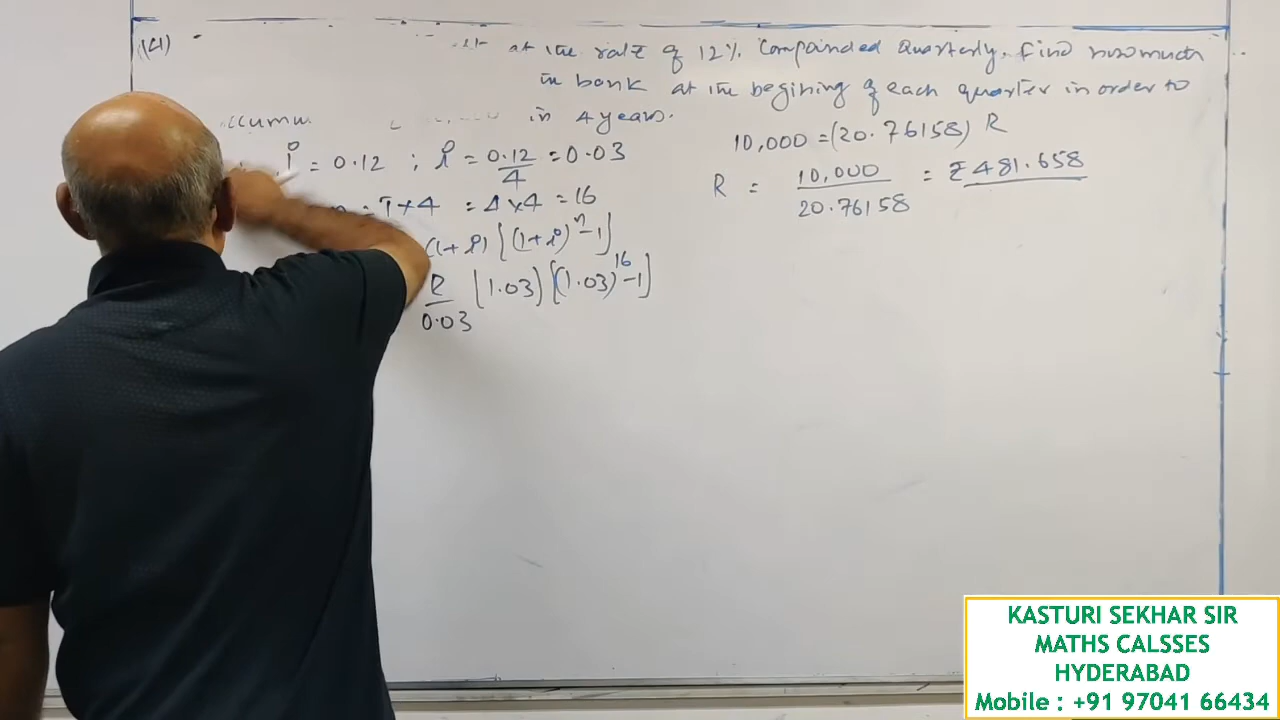 (4)
at the rate of 12% Compounded Quarterly. Find how much
in bank at the begining of each quarter in order to
in 4 years.
i = 0.12 ; i = 0.12/4 = 0.03
n = T×4 = 4×4 = 16
(1+i) [(1+i)^n -1]
R/0.03 [1.03) [(1.03)^16 -1]
10,000 = (20.76158) R
R = 10,000/20.76158 = ₹481.658
KASTURI SEKHAR SIR
MATHS CALSSES
HYDERABAD
Mobile : +91 97041 66434